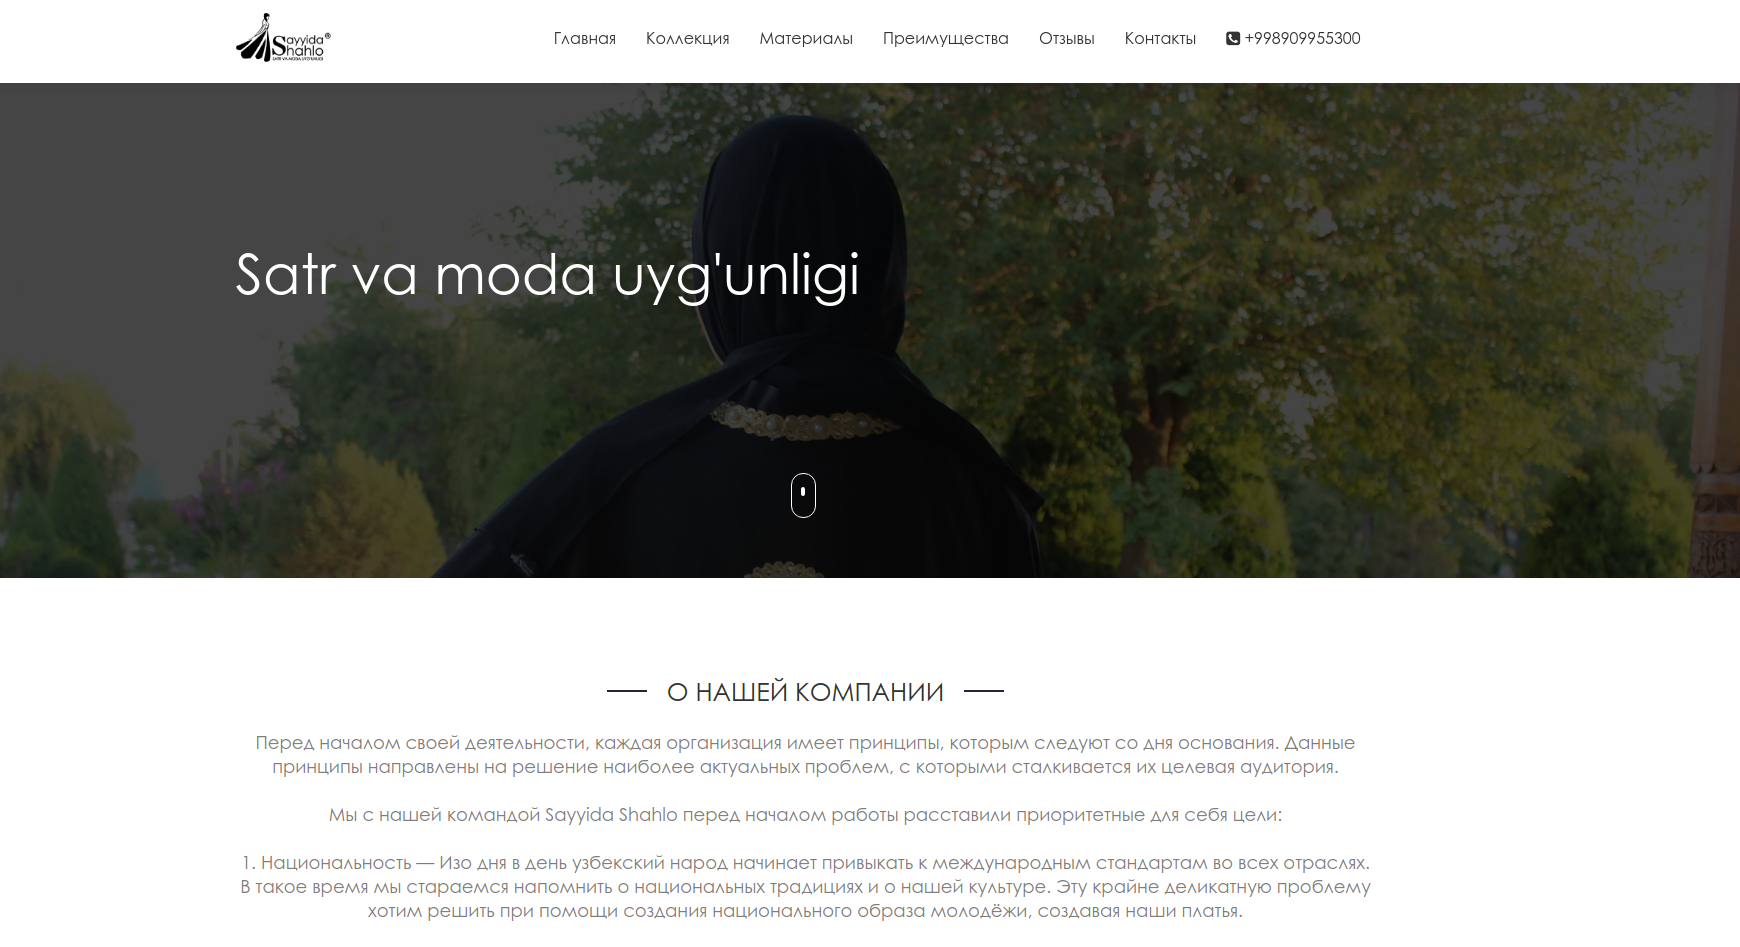 Sayyida®
Shahlo
SATR VA MODA UYG'UNLIGI
Главная Коллекция Материалы Преимущества Отзывы Контакты +998909955300
Satr va moda uyg'unligi
О НАШЕЙ КОМПАНИИ
Перед началом своей деятельности, каждая организация имеет принципы, которым следуют со дня основания. Данные
принципы направлены на решение наиболее актуальных проблем, с которыми сталкивается их целевая аудитория.
Мы с нашей командой Sayyida Shahlo перед началом работы расставили приоритетные для себя цели:
1. Национальность — Изо дня в день узбекский народ начинает привыкать к международным стандартам во всех отраслях.
В такое время мы стараемся напомнить о национальных традициях и о нашей культуре. Эту крайне деликатную проблему
хотим решить при помощи создания национального образа молодёжи, создавая наши платья.